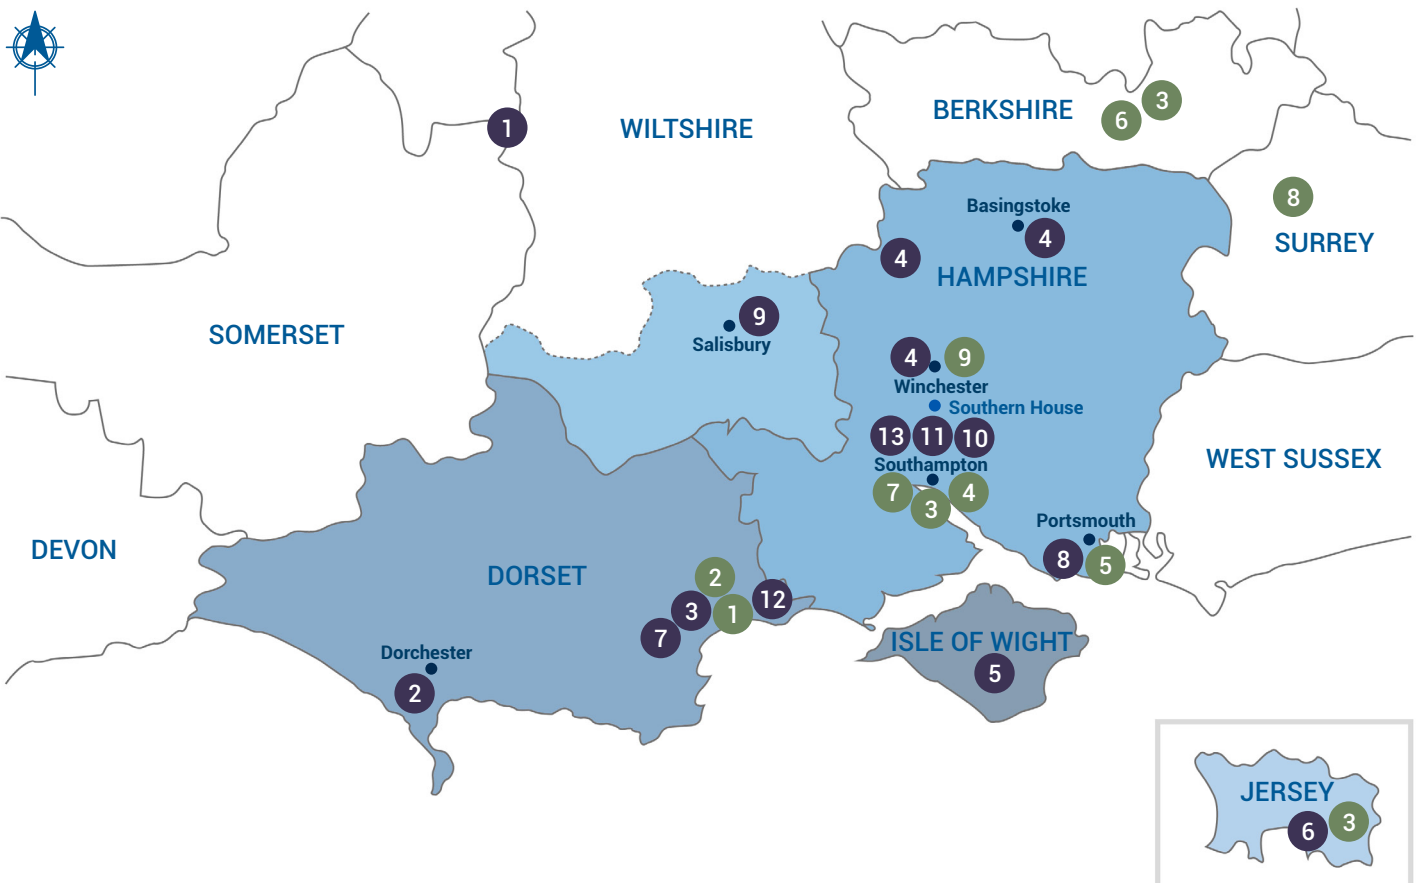 BERKSHIRE
3
6
1
WILTSHIRE
8
Basingstoke
4
SURREY
4
HAMPSHIRE
9
SOMERSET
Salisbury
4
9
Winchester
Southern House
13
11
10
WEST SUSSEX
Southampton
7
3
4
Portsmouth
8
5
DEVON
DORSET
2
12
3
1
7
ISLE OF WIGHT
5
Dorchester
2
JERSEY
6
3